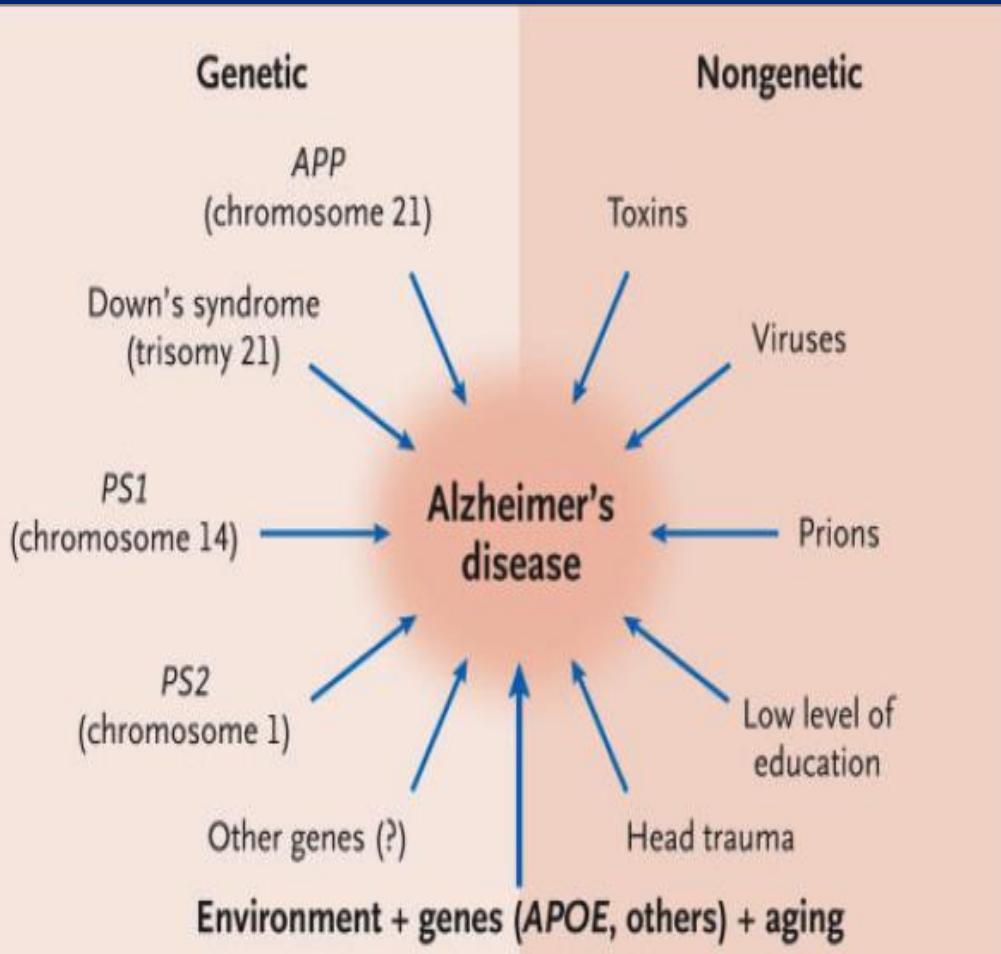 Genetic
Nongenetic
APP
(chromosome 21)
Toxins
Down's syndrome
(trisomy 21)
Viruses
PS1
(chromosome 14)
Alzheimer's
disease
Prions
PS2
(chromosome 1)
Low level of
education
Other genes (?)
Head trauma
Environment + genes (APOE, others) + aging